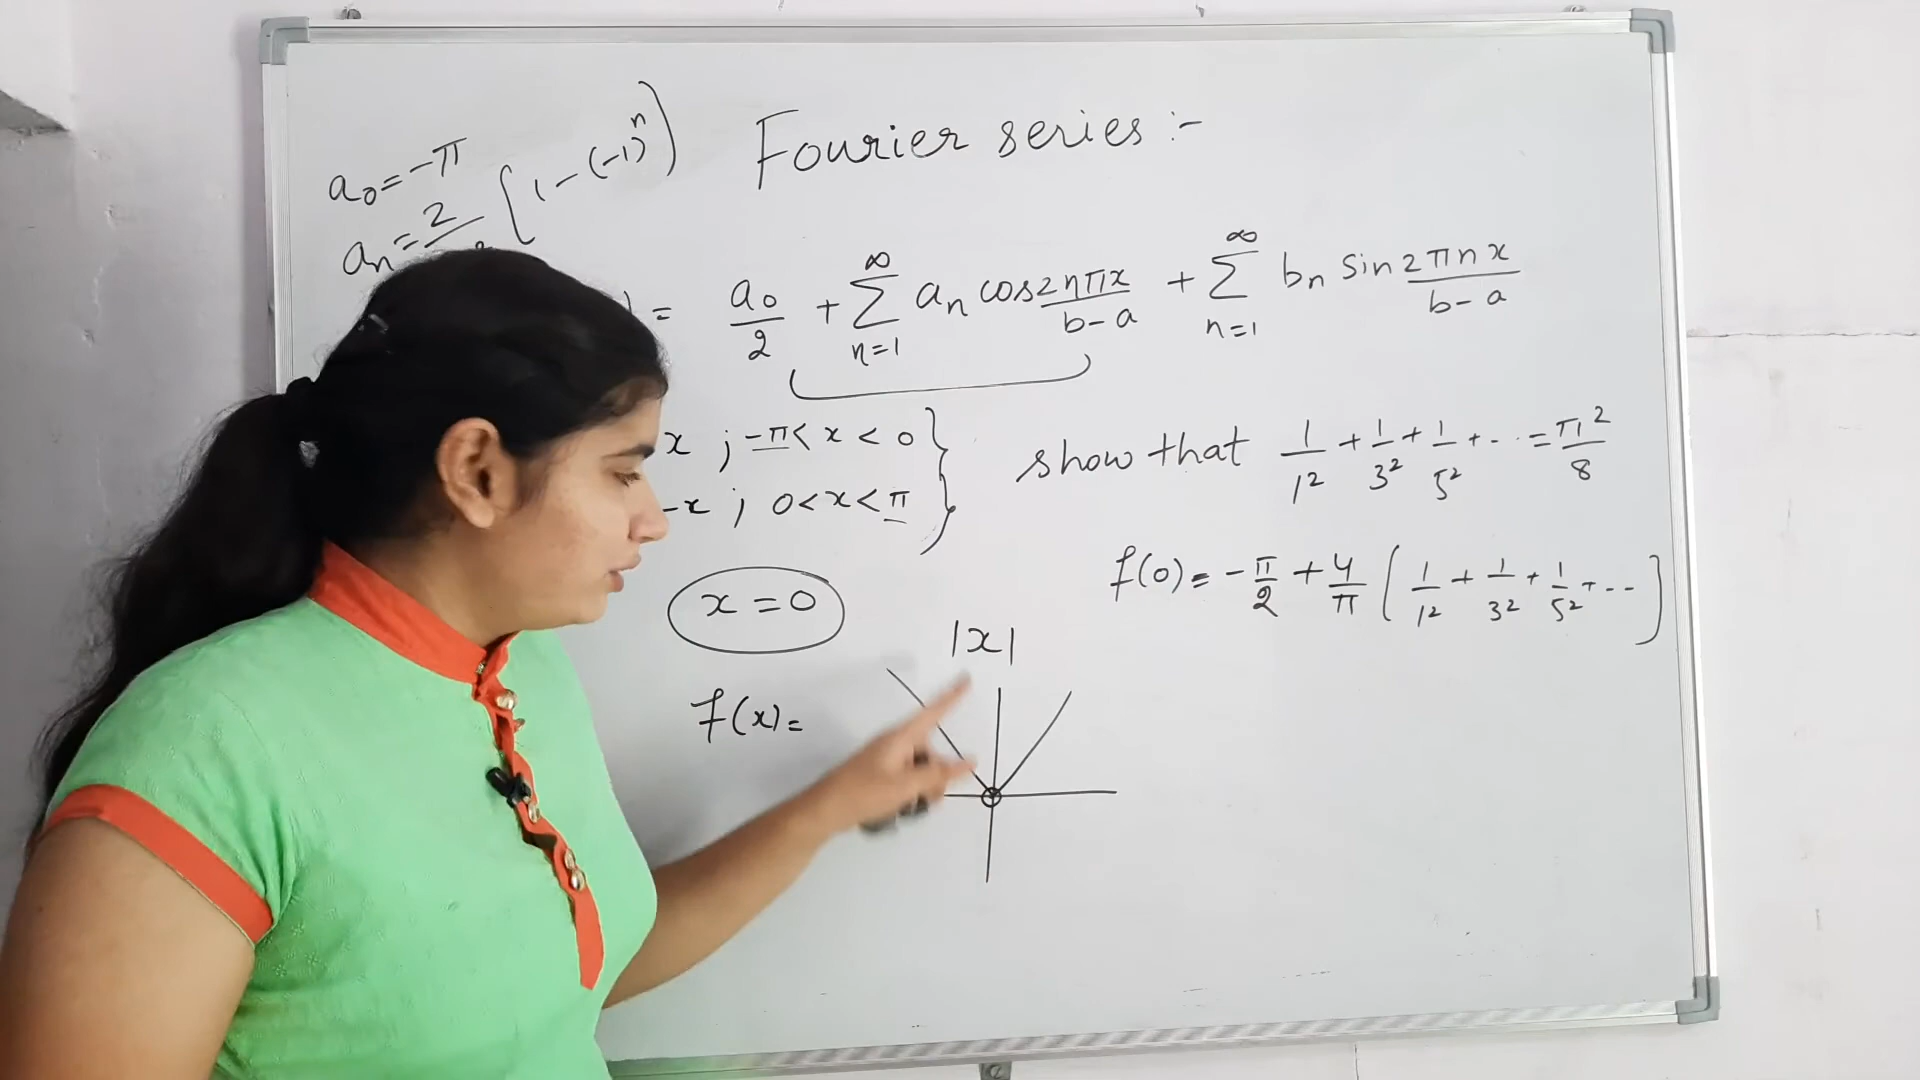 a₀ = -π
aₙ = 2 [1 - (-1)ⁿ]
Fourier series :-
) = a₀/2 + ∑_{n=1}^{∞} aₙ cos 2nπx/(b-a) + ∑_{n=1}^{∞} bₙ sin 2πnx/(b-a)
x ; -π < x < 0
-x ; 0 < x < π
show that 1/1² + 1/3² + 1/5² + ... = π²/8
x = 0
f(0) = -π/2 + 4/π [1/1² + 1/3² + 1/5² + --]
|x|
f(x) =